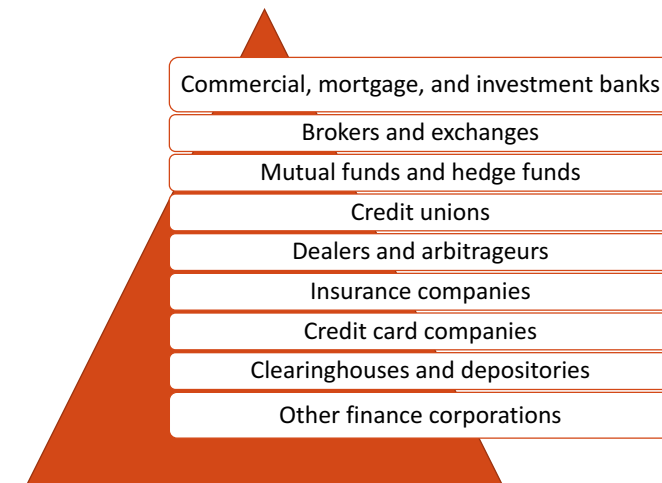 Commercial, mortgage, and investment banks
Brokers and exchanges
Mutual funds and hedge funds
Credit unions
Dealers and arbitrageurs
Insurance companies
Credit card companies
Clearinghouses and depositories
Other finance corporations